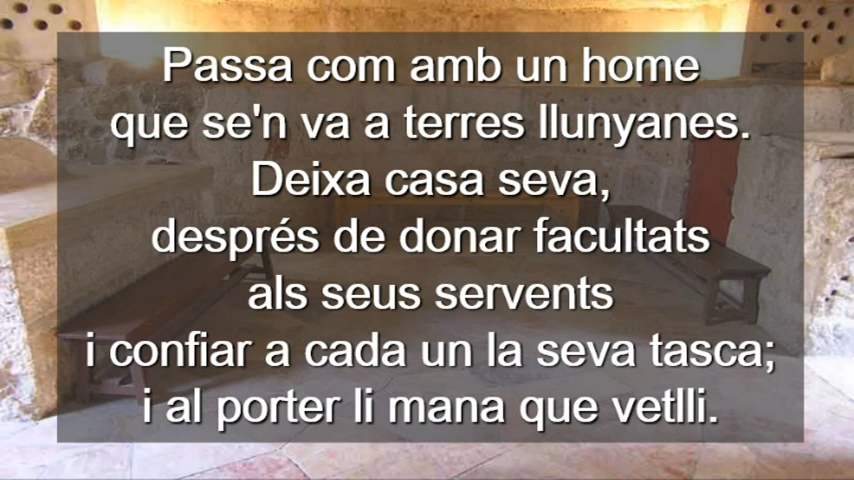 Passa com amb un home
que se'n va a terres llunyanes.
Deixa casa seva,
després de donar facultats
als seus servents
i confiar a cada un la seva tasca;
i al porter li mana que vetlli.